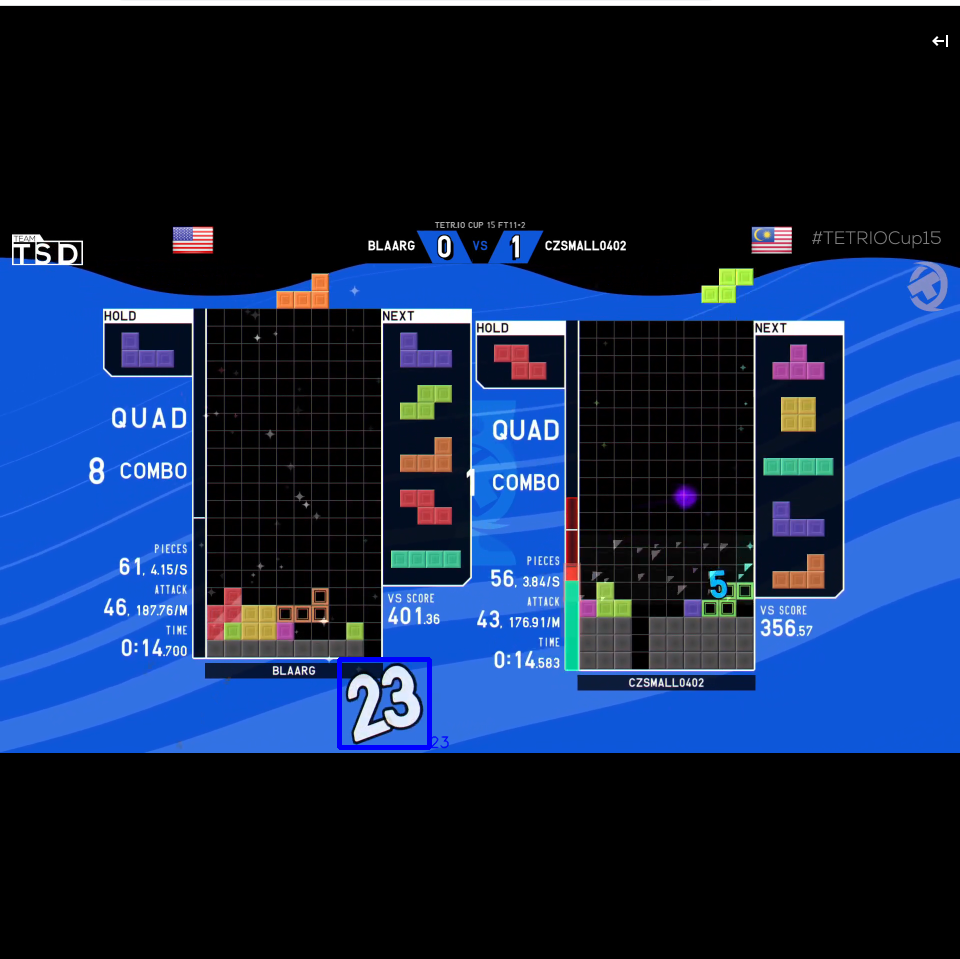 TETR.IO CUP 15 FT11-2
TEAM
TSD
BLAARG 0 VS 1 CZSMALL0402
#TETRIOCup15
HOLD
NEXT
QUAD
8 COMBO
PIECES
61, 4.15/S
ATTACK
46, 187.76/M
TIME
0:14.700
VS SCORE
401.36
BLAARG
23
23
HOLD
NEXT
QUAD
1 COMBO
5
PIECES
56, 3.84/S
ATTACK
43, 176.91/M
TIME
0:14.583
VS SCORE
356.57
CZSMALL0402